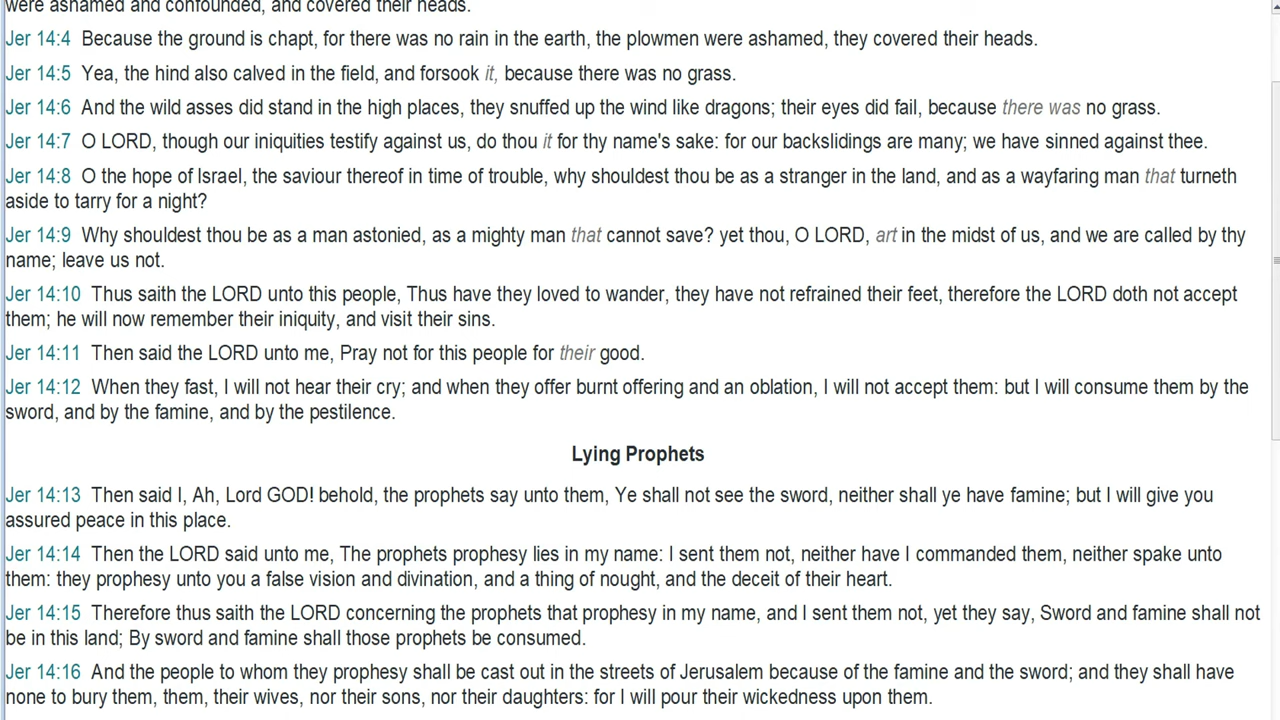 were ashamed and confounded, and covered their heads.
Jer 14:4 Because the ground is chapt, for there was no rain in the earth, the plowmen were ashamed, they covered their heads.
Jer 14:5 Yea, the hind also calved in the field, and forsook it, because there was no grass.
Jer 14:6 And the wild asses did stand in the high places, they snuffed up the wind like dragons; their eyes did fail, because there was no grass.
Jer 14:7 O LORD, though our iniquities testify against us, do thou it for thy name's sake: for our backslidings are many; we have sinned against thee.
Jer 14:8 O the hope of Israel, the saviour thereof in time of trouble, why shouldest thou be as a stranger in the land, and as a wayfaring man that turneth
aside to tarry for a night?
Jer 14:9 Why shouldest thou be as a man astonied, as a mighty man that cannot save? yet thou, O LORD, art in the midst of us, and we are called by thy
name; leave us not.
Jer 14:10 Thus saith the LORD unto this people, Thus have they loved to wander, they have not refrained their feet, therefore the LORD doth not accept
them; he will now remember their iniquity, and visit their sins.
Jer 14:11 Then said the LORD unto me, Pray not for this people for their good.
Jer 14:12 When they fast, I will not hear their cry; and when they offer burnt offering and an oblation, I will not accept them: but I will consume them by the
sword, and by the famine, and by the pestilence.
Lying Prophets
Jer 14:13 Then said I, Ah, Lord GOD! behold, the prophets say unto them, Ye shall not see the sword, neither shall ye have famine; but I will give you
assured peace in this place.
Jer 14:14 Then the LORD said unto me, The prophets prophesy lies in my name: I sent them not, neither have I commanded them, neither spake unto
them: they prophesy unto you a false vision and divination, and a thing of nought, and the deceit of their heart.
Jer 14:15 Therefore thus saith the LORD concerning the prophets that prophesy in my name, and I sent them not, yet they say, Sword and famine shall not
be in this land; By sword and famine shall those prophets be consumed.
Jer 14:16 And the people to whom they prophesy shall be cast out in the streets of Jerusalem because of the famine and the sword; and they shall have
none to bury them, them, their wives, nor their sons, nor their daughters: for I will pour their wickedness upon them.